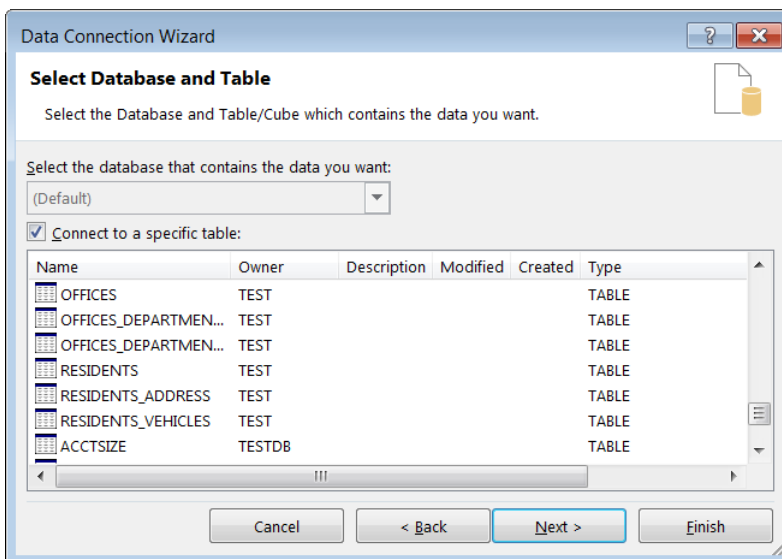 Data Connection Wizard
Select Database and Table
Select the Database and Table/Cube which contains the data you want.
Select the database that contains the data you want:
(Default)
Connect to a specific table:
Name Owner Description Modified Created Type
OFFICES TEST TABLE
OFFICES_DEPARTMEN... TEST TABLE
OFFICES_DEPARTMEN... TEST TABLE
RESIDENTS TEST TABLE
RESIDENTS_ADDRESS TEST TABLE
RESIDENTS_VEHICLES TEST TABLE
ACCTSIZE TESTDB TABLE
Cancel < Back Next > Finish